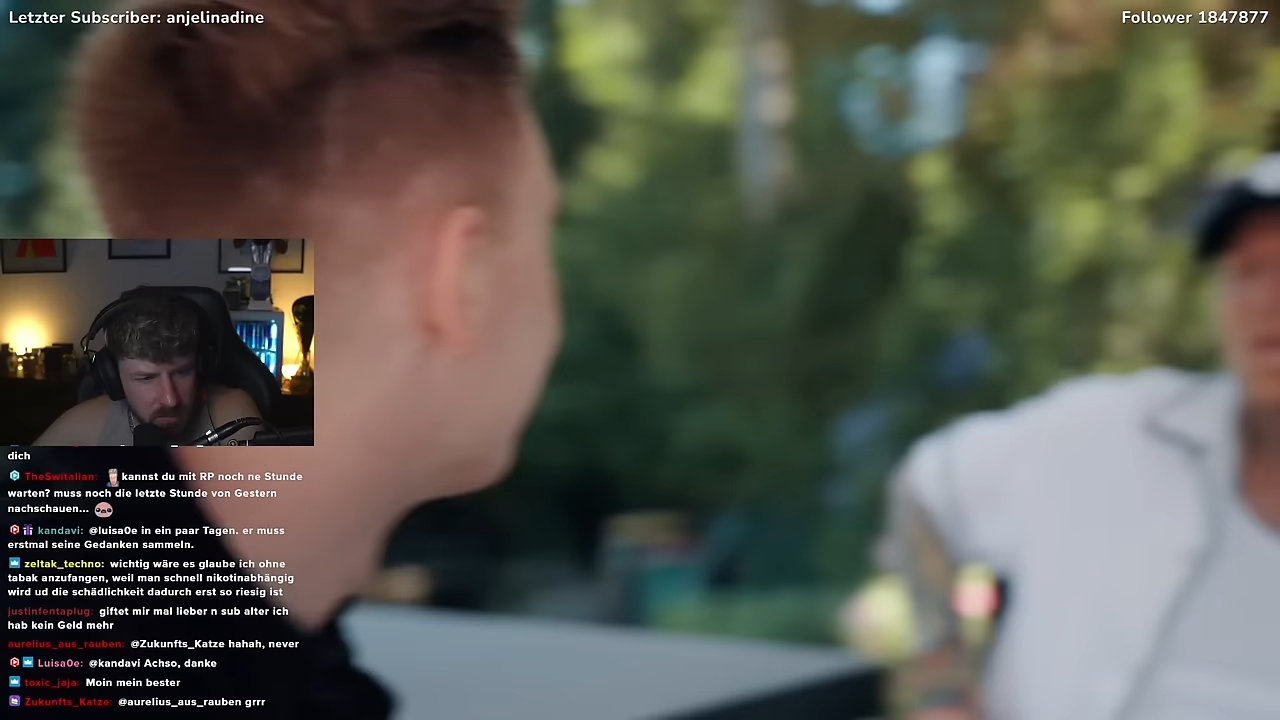 Letzter Subscriber: anjelinadine
Follower 1847877
dich
TheSwitalian: kannst du mit RP noch ne Stunde
warten? muss noch die letzte Stunde von Gestern
nachschauen...
kandavi: @luisa0e in ein paar Tagen. er muss
erstmal seine Gedanken sammeln.
zeltak_techno: wichtig wäre es glaube ich ohne
tabak anzufangen, weil man schnell nikotinabhängig
wird ud die schädlichkeit dadurch erst so riesig ist
justinfentaplug: giftet mir mal lieber n sub alter ich
hab kein Geld mehr
aurelius_aus_rauben: @Zukunfts_Katze hahah, never
Luisa0e: @kandavi Achso, danke
toxic_jaja: Moin mein bester
Zukunfts_Katze: @aurelius_aus_rauben grrr